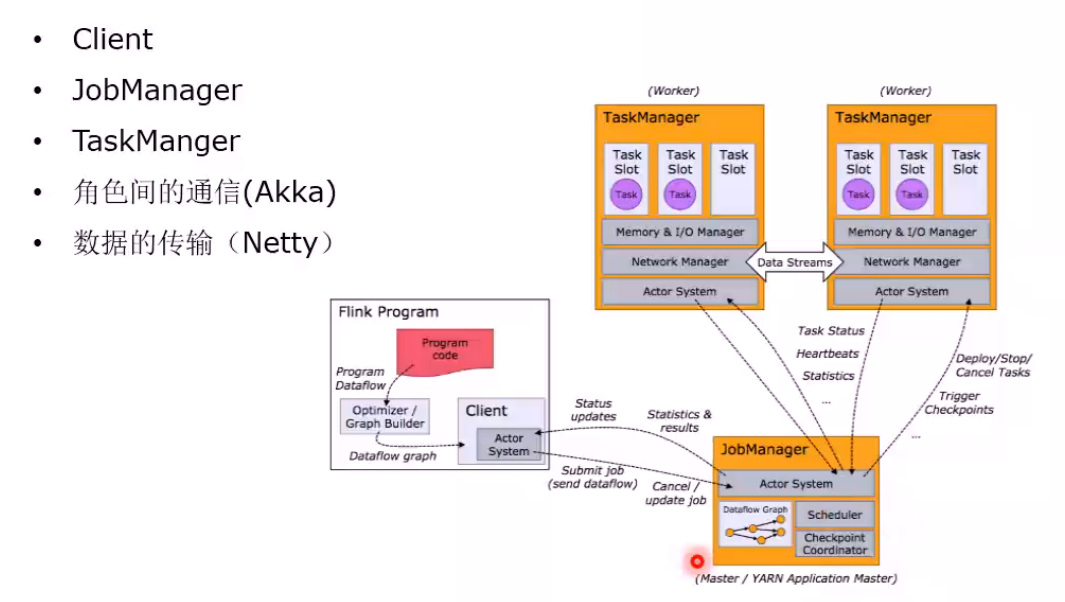 • Client
• JobManager
• TaskManger
• 角色间的通信(Akka)
• 数据的传输（Netty）
(Worker)
TaskManager
Task Slot
Task
Task Slot
Task
Task Slot
Memory & I/O Manager
Network Manager
Actor System
(Worker)
TaskManager
Task Slot
Task
Task Slot
Task
Task Slot
Memory & I/O Manager
Network Manager
Actor System
Data Streams
Flink Program
Program
code
Program
Dataflow
Optimizer /
Graph Builder
Dataflow graph
Client
Actor
System
Status
updates
Statistics &
results
Submit job
(send dataflow)
Cancel /
update job
Task Status
Heartbeats
Statistics
...
Deploy/Stop/
Cancel Tasks
Trigger
Checkpoints
...
JobManager
Actor System
Dataflow Graph
Scheduler
Checkpoint
Coordinator
(Master / YARN Application Master)